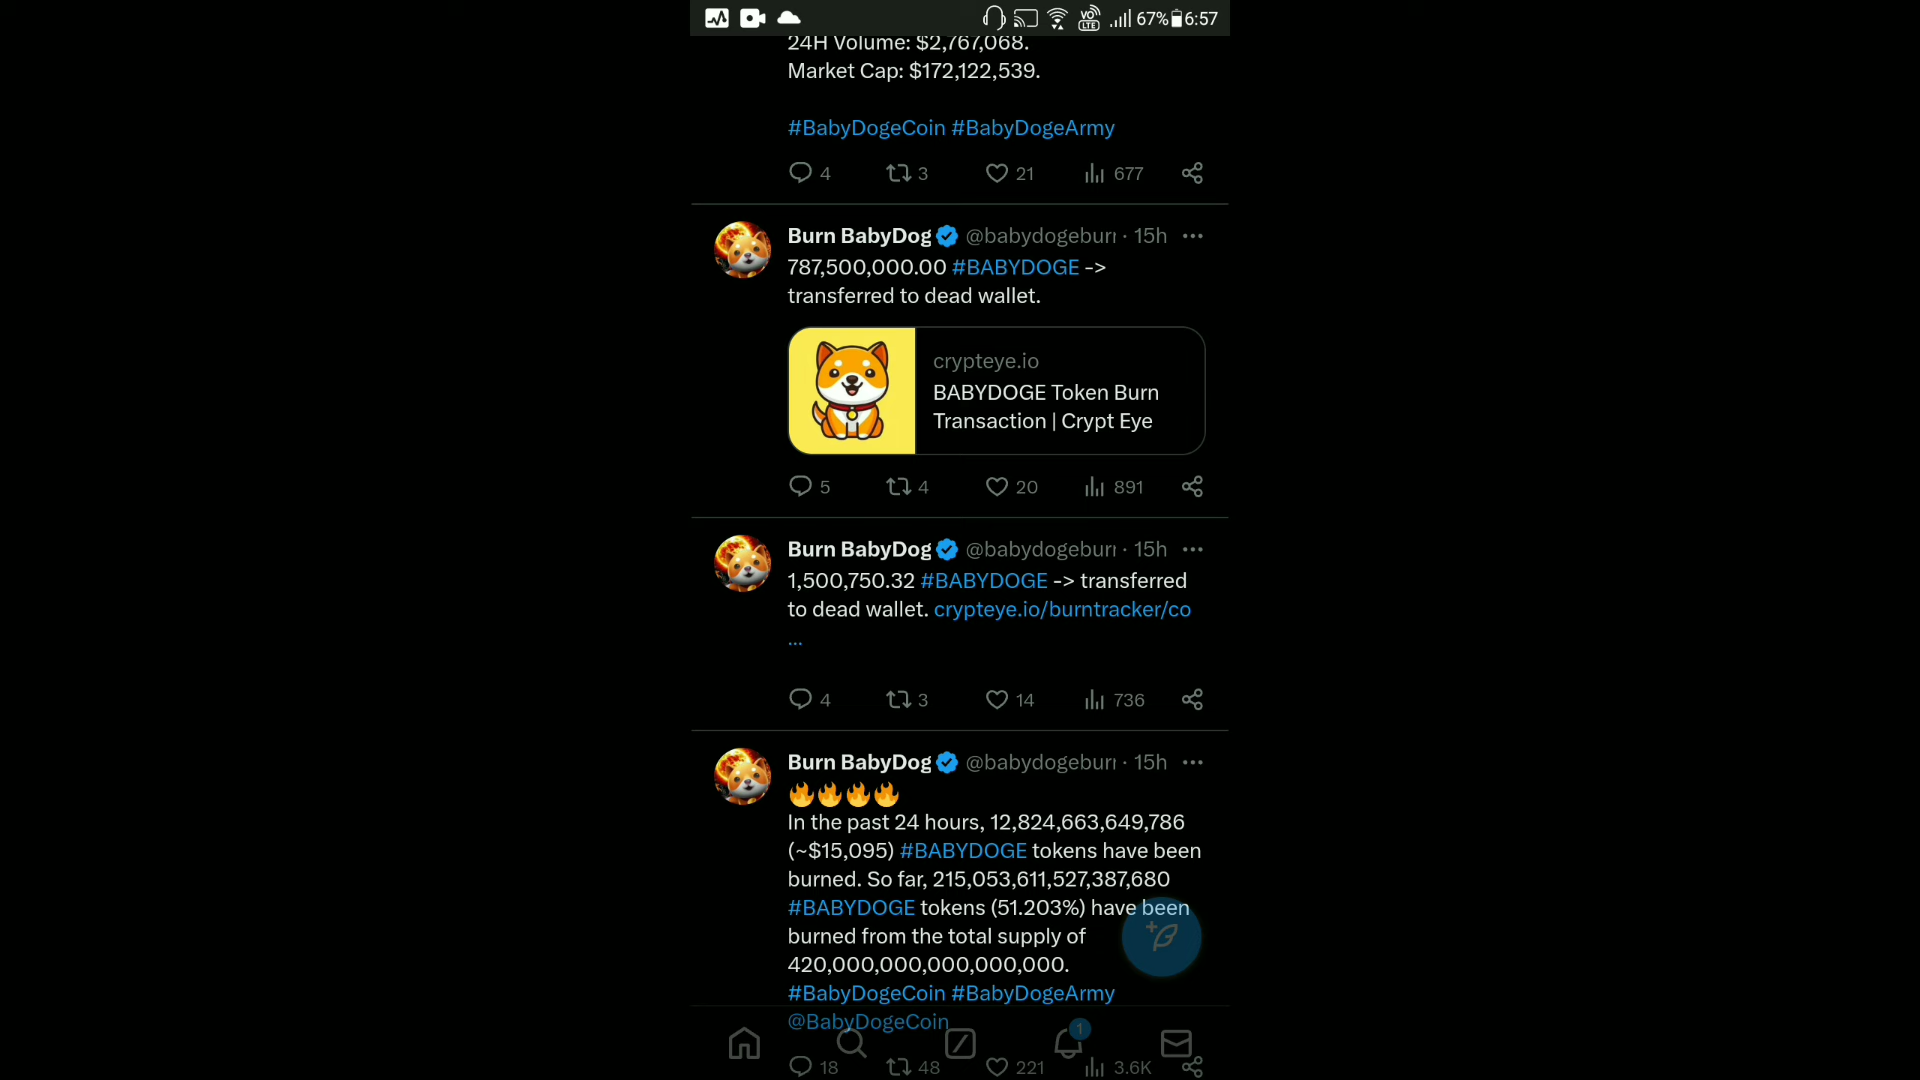 67% 6:57
24H Volume: $2,767,068.
Market Cap: $172,122,539.
#BabyDogeCoin #BabyDogeArmy
4 3 21 677
Burn BabyDog @babydogeburr · 15h
787,500,000.00 #BABYDOGE ->
transferred to dead wallet.
crypteye.io
BABYDOGE Token Burn
Transaction | Crypt Eye
5 4 20 891
Burn BabyDog @babydogeburr · 15h
1,500,750.32 #BABYDOGE -> transferred
to dead wallet. crypteye.io/burntracker/co
...
4 3 14 736
Burn BabyDog @babydogeburr · 15h
In the past 24 hours, 12,824,663,649,786
(~$15,095) #BABYDOGE tokens have been
burned. So far, 215,053,611,527,387,680
#BABYDOGE tokens (51.203%) have been
burned from the total supply of
420,000,000,000,000,000.
#BabyDogeCoin #BabyDogeArmy
@BabyDogeCoin
1
18 48 221 3.6K